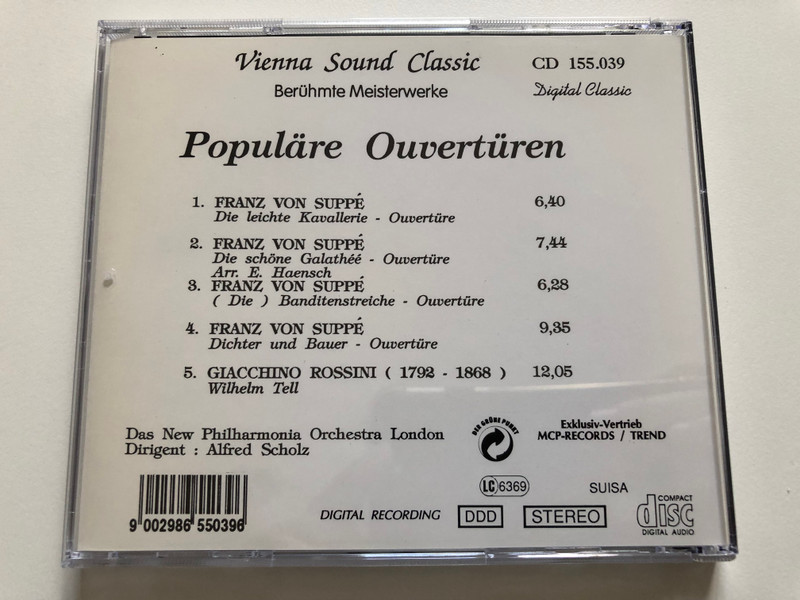 Vienna Sound Classic
CD 155.039
Berühmte Meisterwerke
Digital Classic
Populäre Ouvertüren
1. FRANZ VON SUPPÉ 6,40
Die leichte Kavallerie - Ouvertüre
2. FRANZ VON SUPPÉ 7,44
Die schöne Galathéé - Ouvertüre
Arr. E. Haensch
3. FRANZ VON SUPPÉ 6,28
( Die ) Banditenstreiche - Ouvertüre
4. FRANZ VON SUPPÉ 9,35
Dichter und Bauer - Ouvertüre
5. GIACCHINO ROSSINI ( 1792 - 1868 ) 12,05
Wilhelm Tell
Das New Philharmonia Orchestra London
Dirigent : Alfred Scholz
DER GRÜNE PUNKT
Exklusiv-Vertrieb
MCP-RECORDS / TREND
LC 6369
SUISA
9 002986 550396
DIGITAL RECORDING
DDD
STEREO
COMPACT
disc
DIGITAL AUDIO